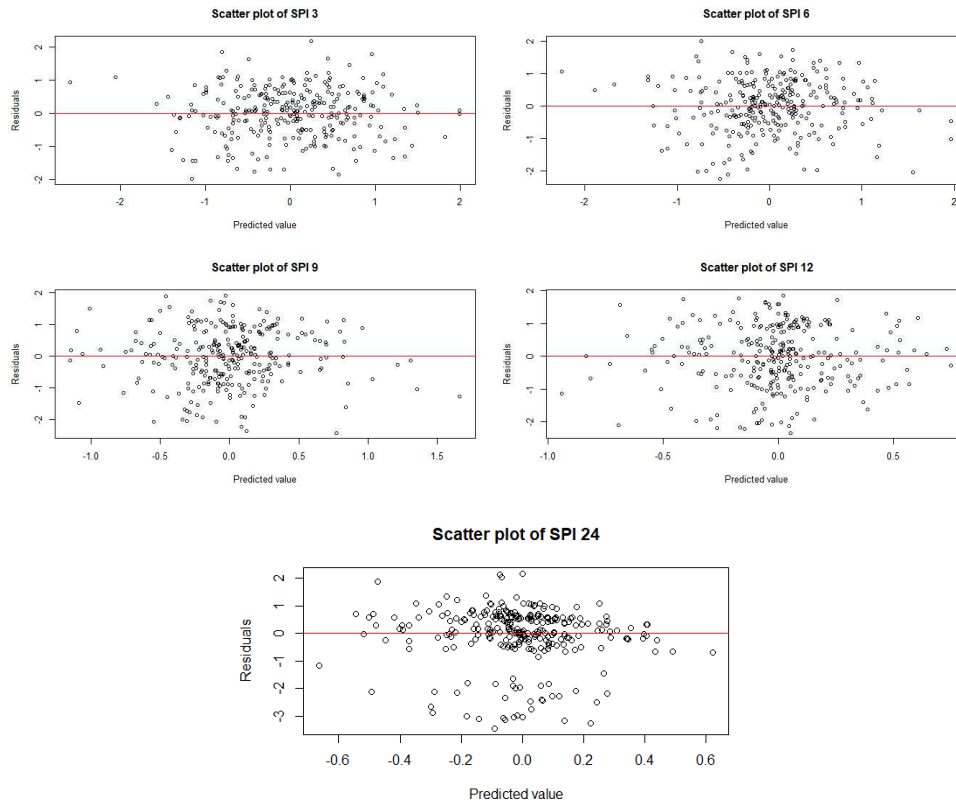 Scatter plot of SPI 3
Residuals
2
1
0
-1
-2
-2 -1 0 1 2
Predicted value
Scatter plot of SPI 6
Residuals
2
1
0
-1
-2
-2 -1 0 1 2
Predicted value
Scatter plot of SPI 9
Residuals
2
1
0
-1
-2
-1.0 -0.5 0.0 0.5 1.0 1.5
Predicted value
Scatter plot of SPI 12
Residuals
2
1
0
-1
-2
-1.0 -0.5 0.0 0.5
Predicted value
Scatter plot of SPI 24
Residuals
2
1
0
-1
-2
-3
-0.6 -0.4 -0.2 0.0 0.2 0.4 0.6
Predicted value